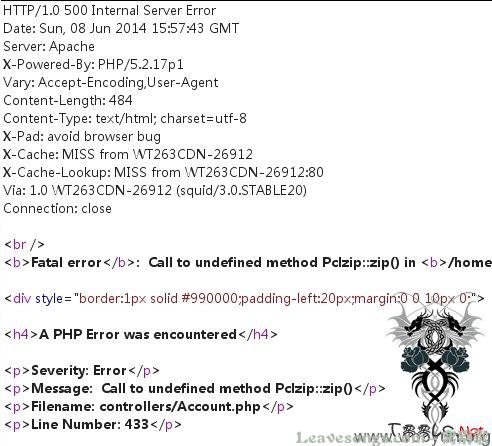 HTTP/1.0 500 Internal Server Error
Date: Sun, 08 Jun 2014 15:57:43 GMT
Server: Apache
X-Powered-By: PHP/5.2.17p1
Vary: Accept-Encoding,User-Agent
Content-Length: 484
Content-Type: text/html; charset=utf-8
X-Pad: avoid browser bug
X-Cache: MISS from WT263CDN-26912
X-Cache-Lookup: MISS from WT263CDN-26912:80
Via: 1.0 WT263CDN-26912 (squid/3.0.STABLE20)
Connection: close
<br />
<b>Fatal error</b>:  Call to undefined method Pclzip::zip() in <b>/home
<div style="border:1px solid #990000;padding-left:20px;margin:0 0 10px 0;">
<h4>A PHP Error was encountered</h4>
<p>Severity: Error</p>
<p>Message:  Call to undefined method Pclzip::zip()</p>
<p>Filename: controllers/Account.php</p>
<p>Line Number: 433</p>